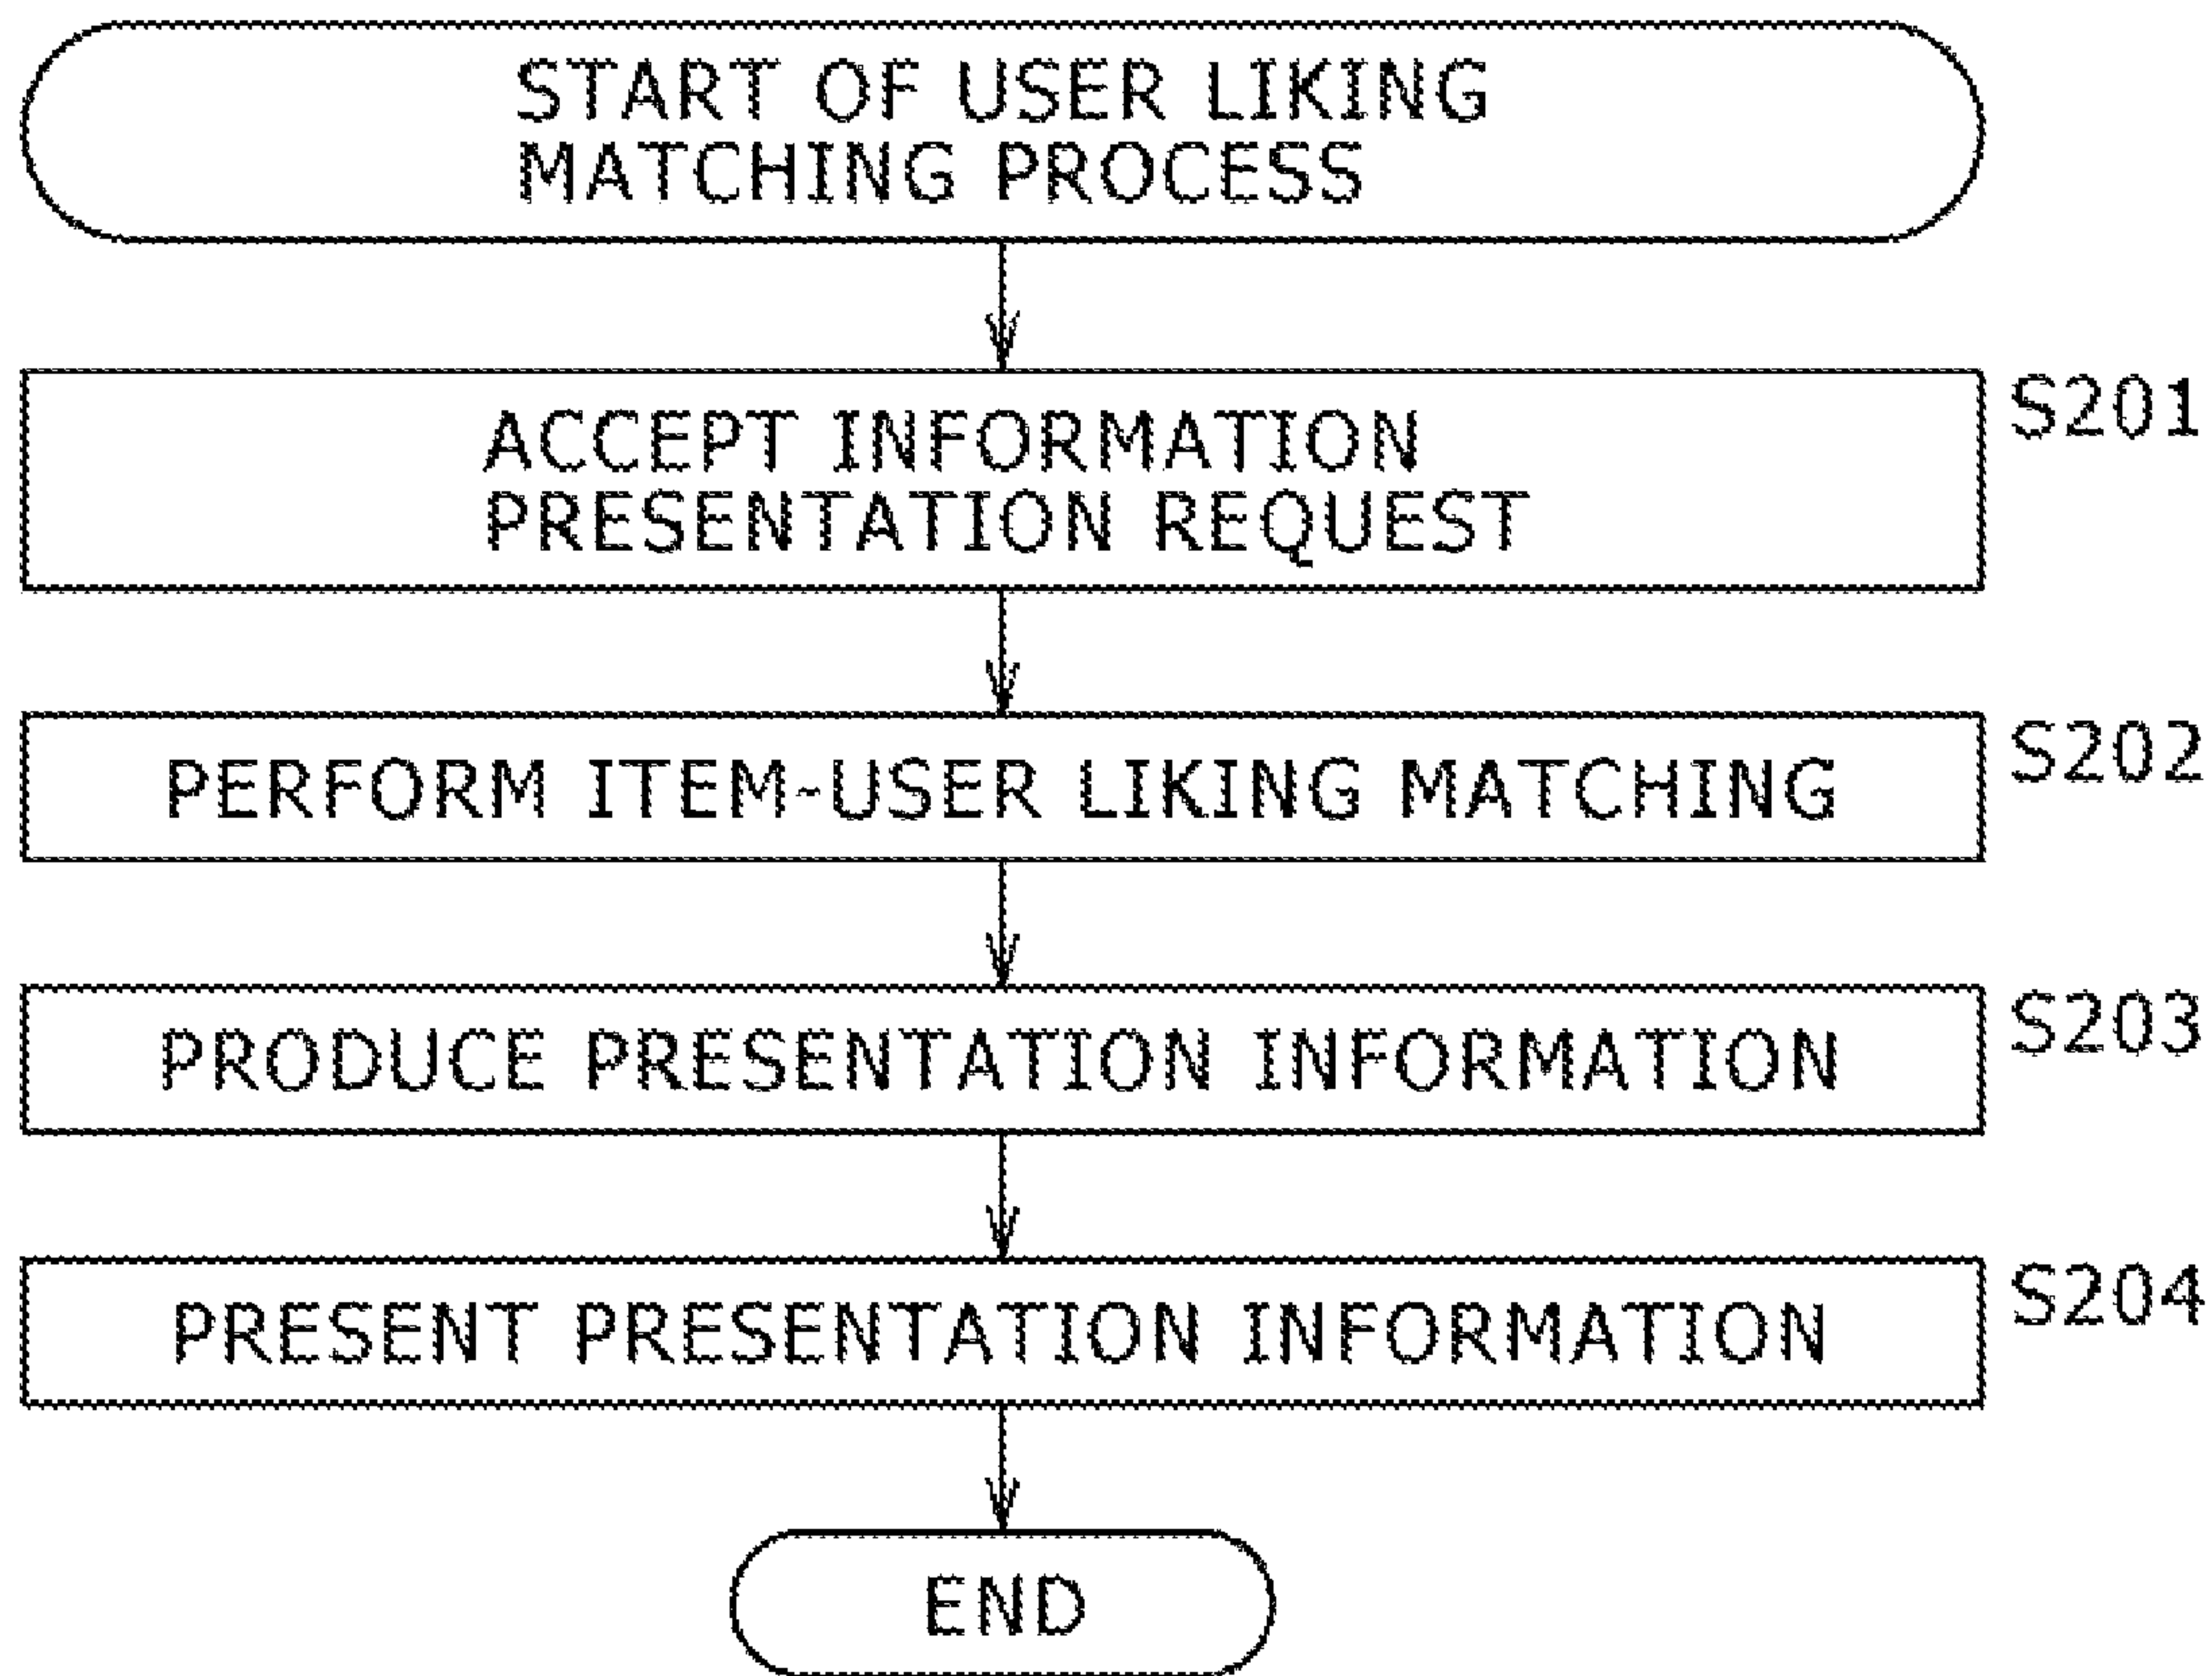 START OF USER LIKING
MATCHING PROCESS
ACCEPT INFORMATION
PRESENTATION REQUEST
S201
PERFORM ITEM-USER LIKING MATCHING
S202
PRODUCE PRESENTATION INFORMATION
S203
PRESENT PRESENTATION INFORMATION
S204
END